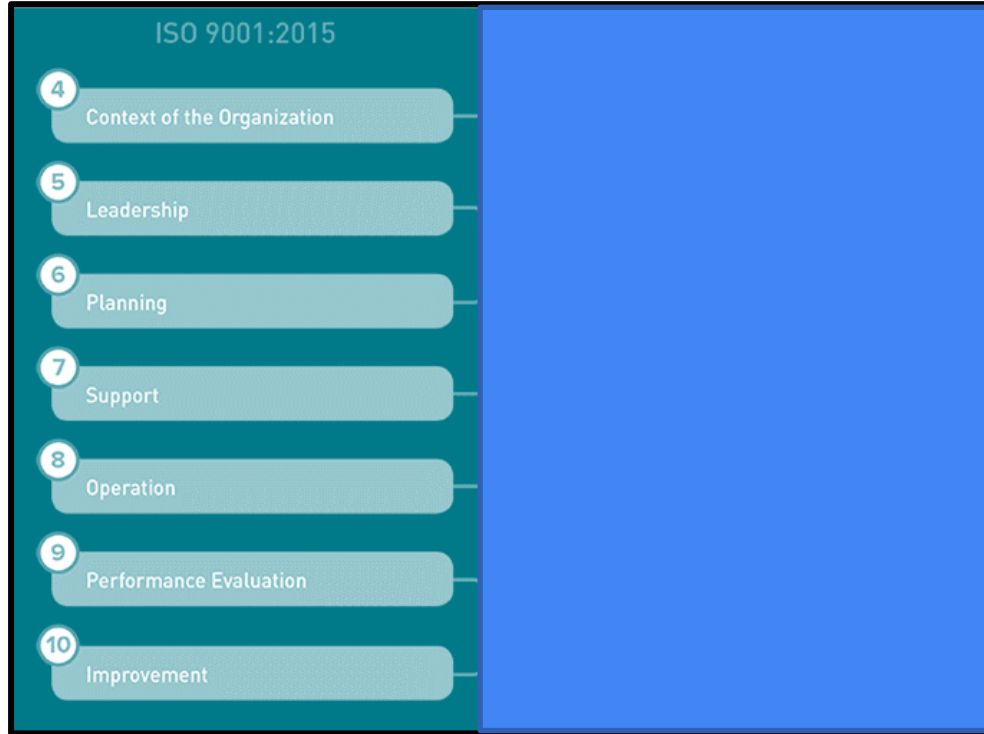 ISO 9001:2015
4
Context of the Organization
5
Leadership
6
Planning
7
Support
8
Operation
9
Performance Evaluation
10
Improvement